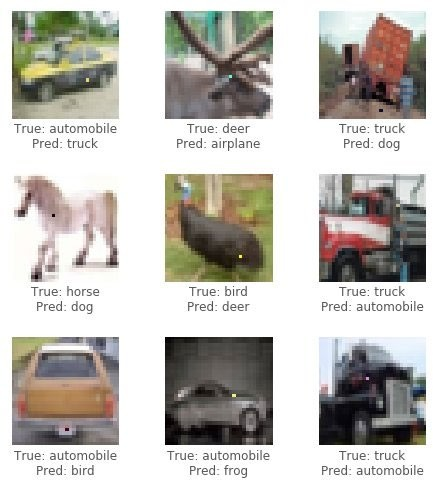 True: automobile
Pred: truck
True: deer
Pred: airplane
True: truck
Pred: dog
True: horse
Pred: dog
True: bird
Pred: deer
True: truck
Pred: automobile
True: automobile
Pred: bird
True: automobile
Pred: frog
True: truck
Pred: automobile